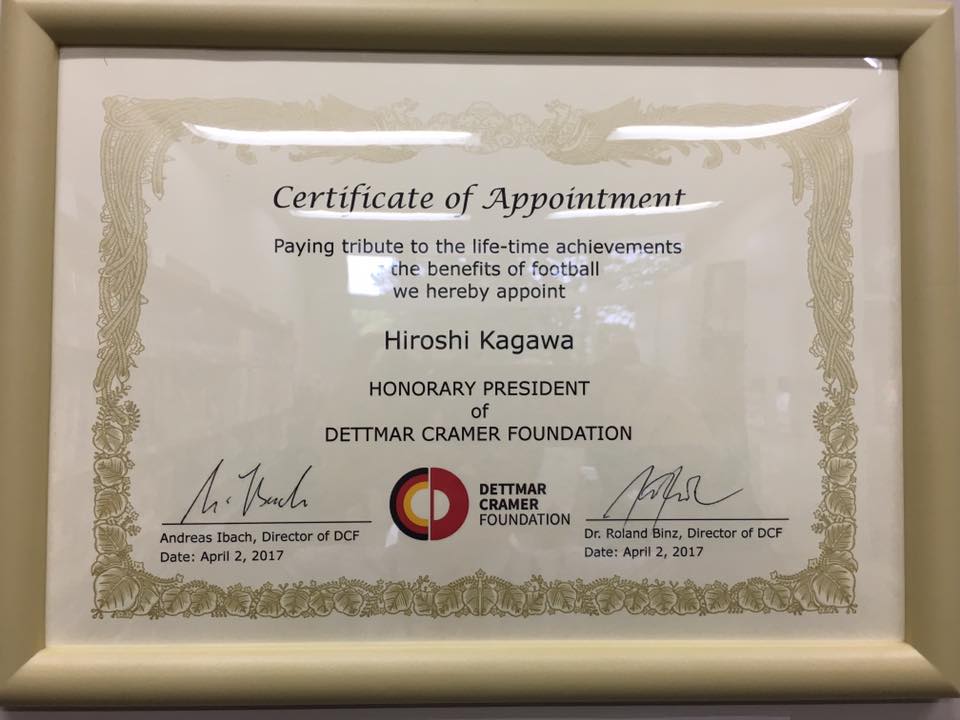 Certificate of Appointment
Paying tribute to the life-time achievements
the benefits of football
we hereby appoint
Hiroshi Kagawa
HONORARY PRESIDENT
of
DETTMAR CRAMER FOUNDATION
DETTMAR
CRAMER
FOUNDATION
Andreas Ibach, Director of DCF
Date: April 2, 2017
Dr. Roland Binz, Director of DCF
Date: April 2, 2017